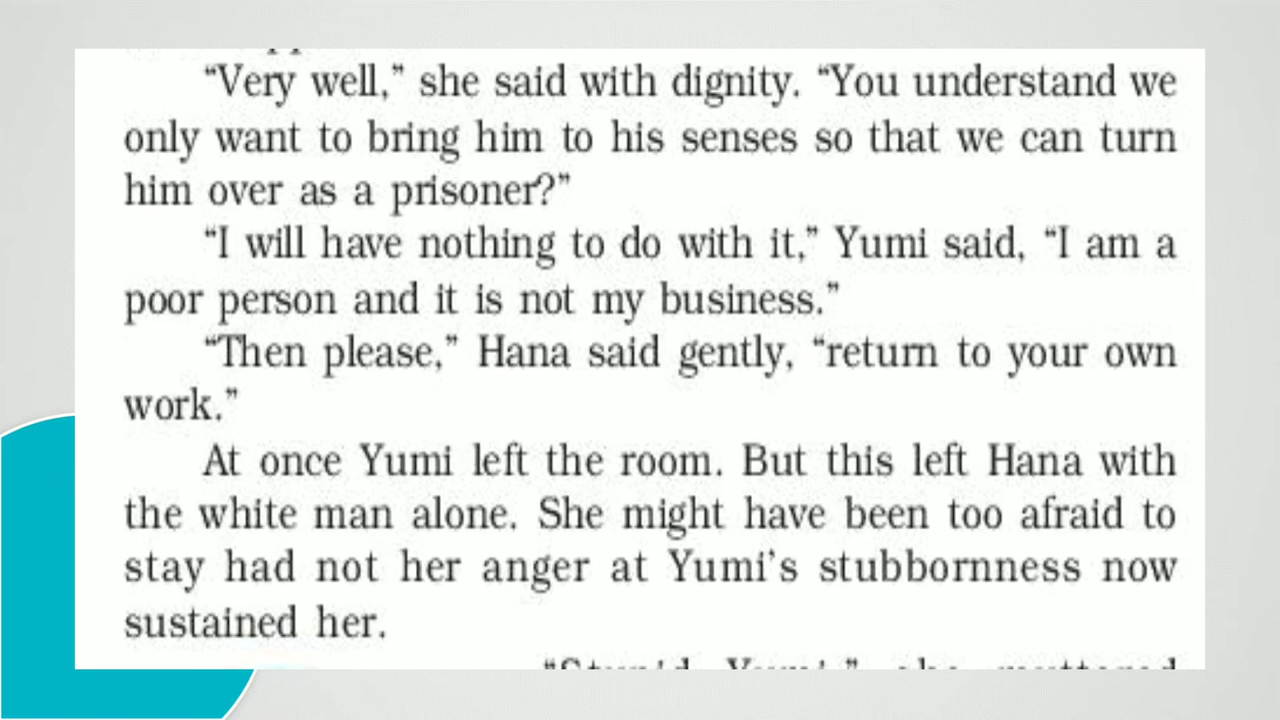 “Very well,” she said with dignity. “You understand we
only want to bring him to his senses so that we can turn
him over as a prisoner?”
“I will have nothing to do with it,” Yumi said, “I am a
poor person and it is not my business.”
“Then please,” Hana said gently, “return to your own
work.”
At once Yumi left the room. But this left Hana with
the white man alone. She might have been too afraid to
stay had not her anger at Yumi’s stubbornness now
sustained her.